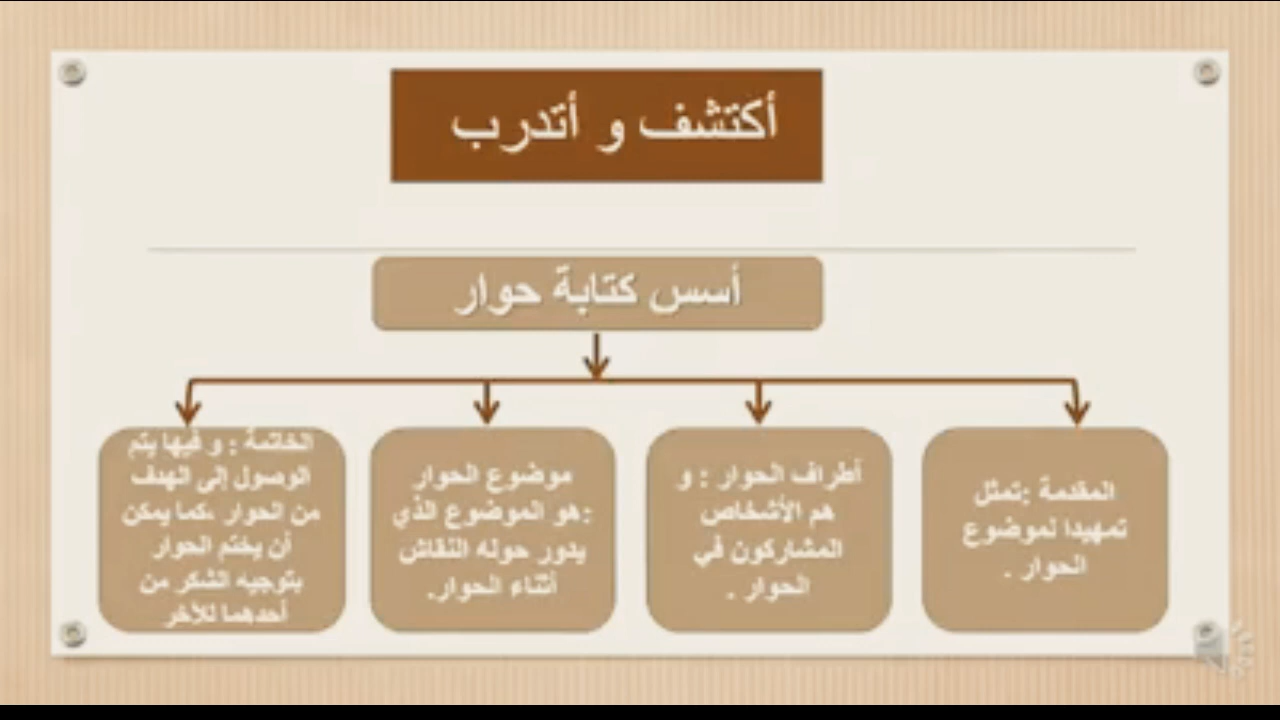 أكتشف و أتدرب
أسس كتابة حوار
المقدمة :تمثل
تمهيدا لموضوع
الحوار .
أطراف الحوار : و
هم الأشخاص
المشاركون في
الحوار .
موضوع الحوار
:هو الموضوع الذي
يدور حوله النقاش
أثناء الحوار.
الخاتمة : و فيها يتم
الوصول إلى الهدف
من الحوار ،كما يمكن
أن يختم الحوار
بتوجيه الشكر من
أحدهما للآخر